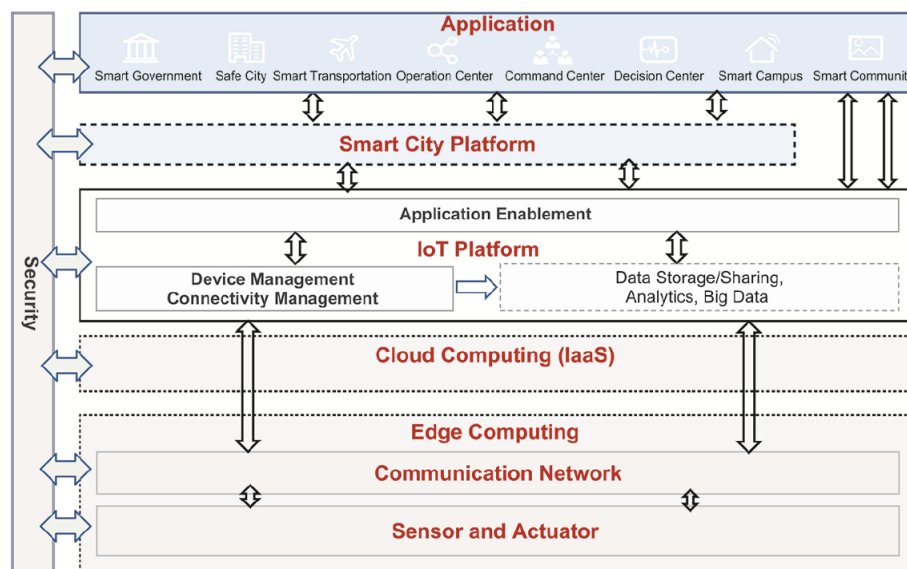 Application
Smart Government Safe City Smart Transportation Operation Center Command Center Decision Center Smart Campus Smart Communit
Smart City Platform
Application Enablement
IoT Platform
Security
Device Management
Connectivity Management
Data Storage/Sharing,
Analytics, Big Data
Cloud Computing (IaaS)
Edge Computing
Communication Network
Sensor and Actuator